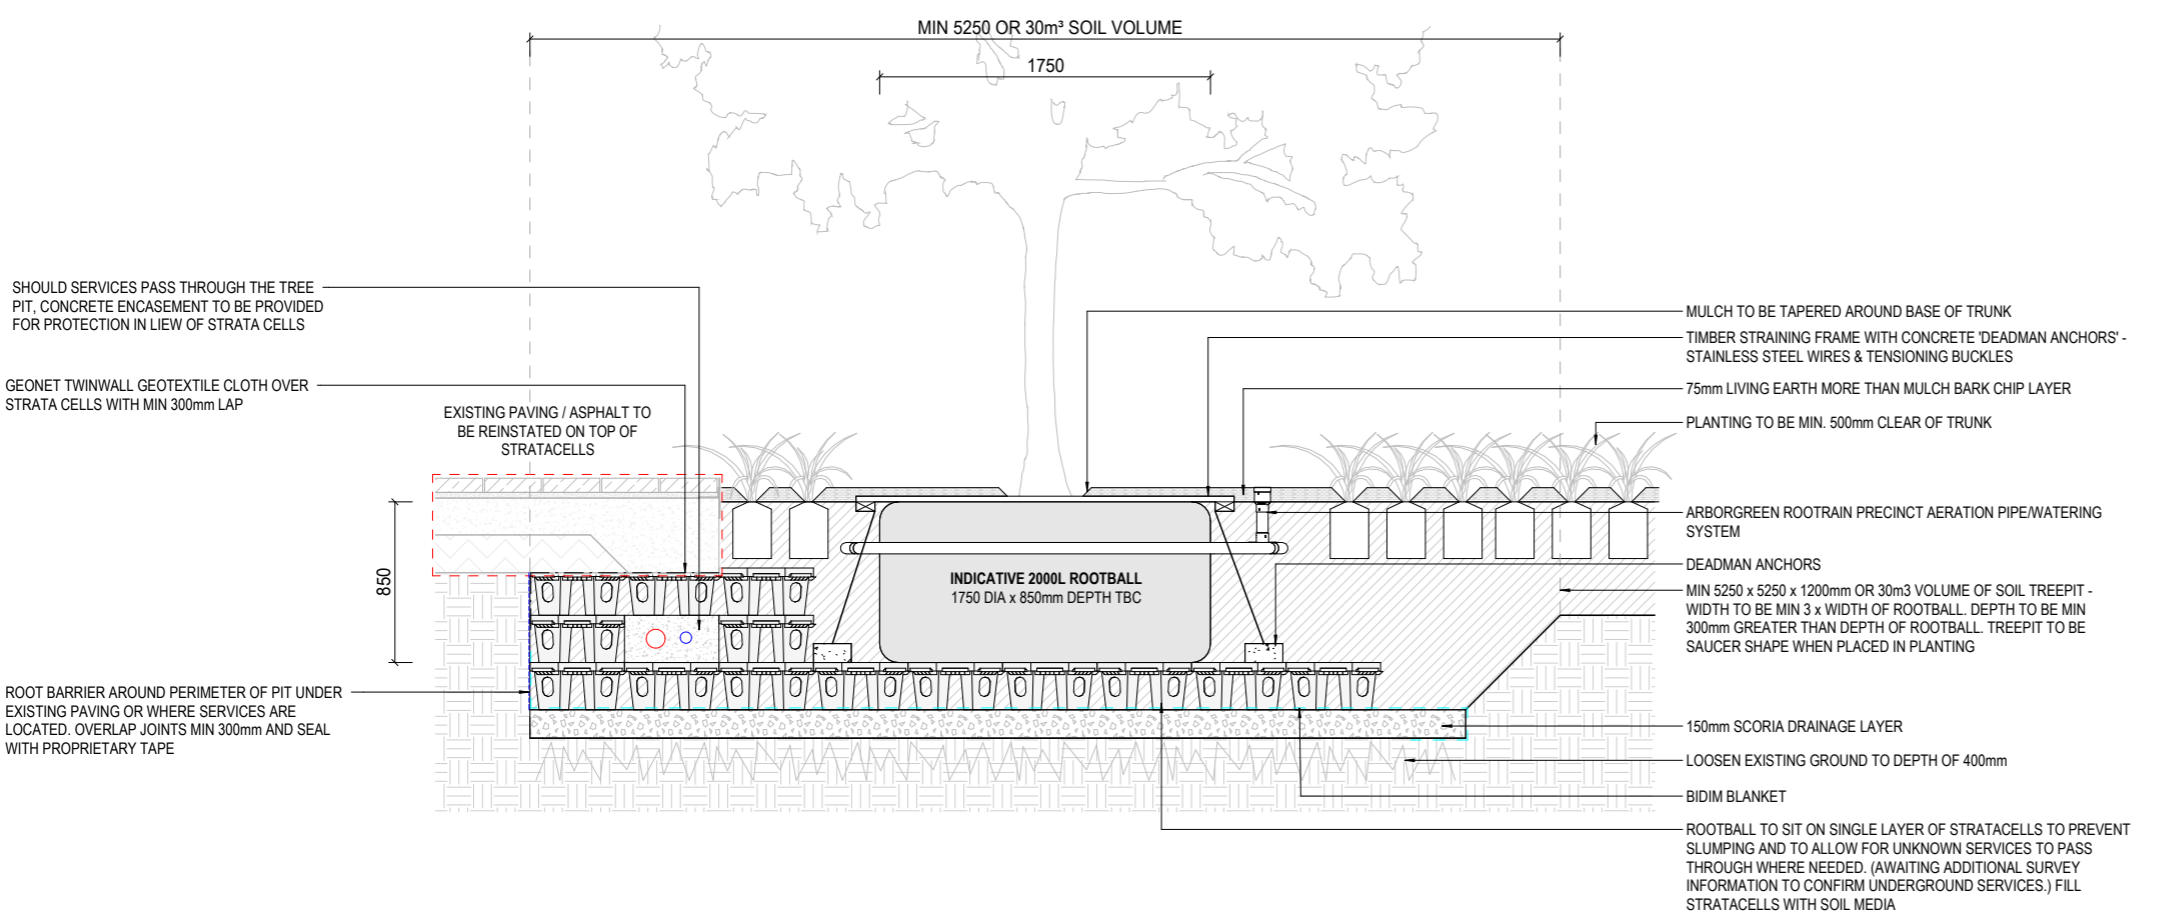 MIN 5250 OR 30m³ SOIL VOLUME
1750
SHOULD SERVICES PASS THROUGH THE TREE
PIT, CONCRETE ENCASEMENT TO BE PROVIDED
FOR PROTECTION IN LIEW OF STRATA CELLS
GEONET TWINWALL GEOTEXTILE CLOTH OVER
STRATA CELLS WITH MIN 300mm LAP
EXISTING PAVING / ASPHALT TO
BE REINSTATED ON TOP OF
STRATACELLS
850
ROOT BARRIER AROUND PERIMETER OF PIT UNDER
EXISTING PAVING OR WHERE SERVICES ARE
LOCATED. OVERLAP JOINTS MIN 300mm AND SEAL
WITH PROPRIETARY TAPE
INDICATIVE 2000L ROOTBALL
1750 DIA x 850mm DEPTH TBC
MULCH TO BE TAPERED AROUND BASE OF TRUNK
TIMBER STRAINING FRAME WITH CONCRETE 'DEADMAN ANCHORS' -
STAINLESS STEEL WIRES & TENSIONING BUCKLES
75mm LIVING EARTH MORE THAN MULCH BARK CHIP LAYER
PLANTING TO BE MIN. 500mm CLEAR OF TRUNK
ARBORGREEN ROOTRAIN PRECINCT AERATION PIPE/WATERING
SYSTEM
DEADMAN ANCHORS
MIN 5250 x 5250 x 1200mm OR 30m3 VOLUME OF SOIL TREEPIT -
WIDTH TO BE MIN 3 x WIDTH OF ROOTBALL. DEPTH TO BE MIN
300mm GREATER THAN DEPTH OF ROOTBALL. TREEPIT TO BE
SAUCER SHAPE WHEN PLACED IN PLANTING
150mm SCORIA DRAINAGE LAYER
LOOSEN EXISTING GROUND TO DEPTH OF 400mm
BIDIM BLANKET
ROOTBALL TO SIT ON SINGLE LAYER OF STRATACELLS TO PREVENT
SLUMPING AND TO ALLOW FOR UNKNOWN SERVICES TO PASS
THROUGH WHERE NEEDED. (AWAITING ADDITIONAL SURVEY
INFORMATION TO CONFIRM UNDERGROUND SERVICES.) FILL
STRATACELLS WITH SOIL MEDIA